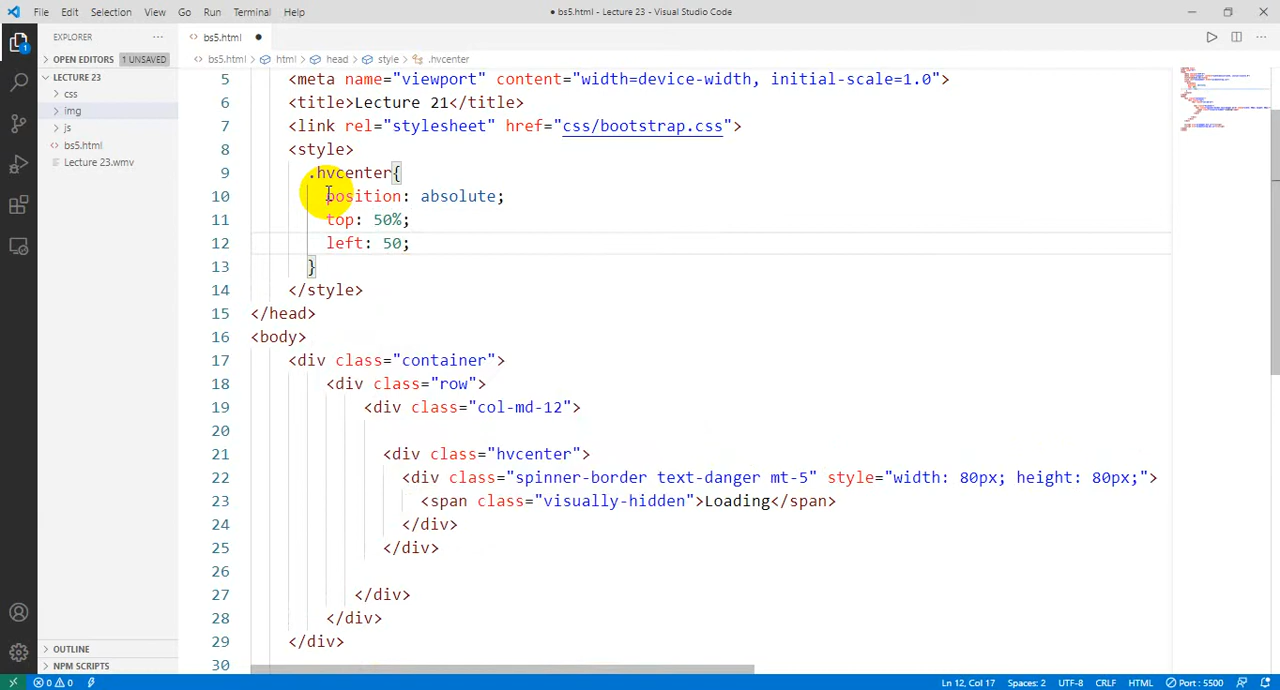 File Edit Selection View Go Run Terminal Help
● bs5.html - Lecture 23 - Visual Studio Code
EXPLORER ···
OPEN EDITORS 1 UNSAVED
LECTURE 23
css
img
js
bs5.html
Lecture 23.wmv
OUTLINE
NPM SCRIPTS
1
bs5.html ●
bs5.html > html > head > style > .hvcenter
5 <meta name="viewport" content="width=device-width, initial-scale=1.0">
6 <title>Lecture 21</title>
7 <link rel="stylesheet" href="css/bootstrap.css">
8 <style>
9 .hvcenter{
10 position: absolute;
11 top: 50%;
12 left: 50;
13 }
14 </style>
15 </head>
16 <body>
17 <div class="container">
18 <div class="row">
19 <div class="col-md-12">
20
21 <div class="hvcenter">
22 <div class="spinner-border text-danger mt-5" style="width: 80px; height: 80px;">
23 <span class="visually-hidden">Loading</span>
24 </div>
25 </div>
26
27 </div>
28 </div>
29 </div>
30
0 0 Ln 12, Col 17 Spaces: 2 UTF-8 CRLF HTML Port : 5500